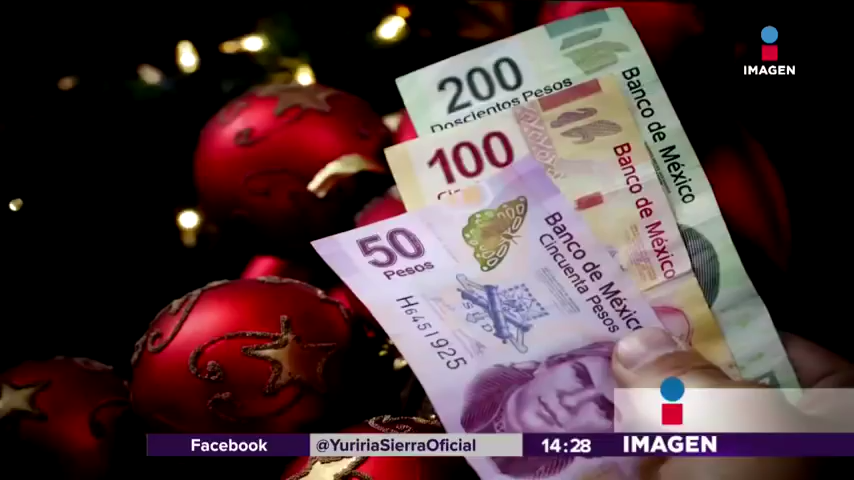 IMAGEN
200
Doscientos Pesos
Banco de México
100
Banco de México
50
Pesos
Banco de México
Cincuenta Pesos
H6451925
Facebook
@YuririaSierraOficial
14:28
IMAGEN